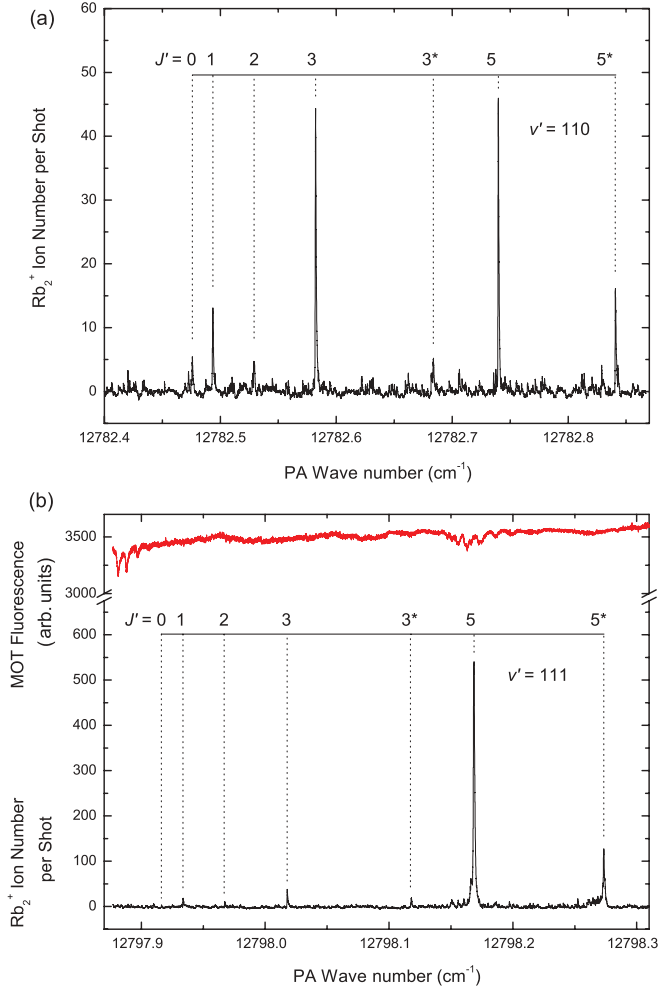 (a)
60
50
40
30
20
10
0
Rb₂⁺ Ion Number per Shot
J' = 0 1 2 3 3* 5 5*
v' = 110
12782.4 12782.5 12782.6 12782.7 12782.8
PA Wave number (cm⁻¹)
(b)
3500
3000
MOT Fluorescence
(arb. units)
J' = 0 1 2 3 3* 5 5*
v' = 111
600
500
400
300
200
100
0
Rb₂⁺ Ion Number
per Shot
12797.9 12798.0 12798.1 12798.2 12798.3
PA Wave number (cm⁻¹)